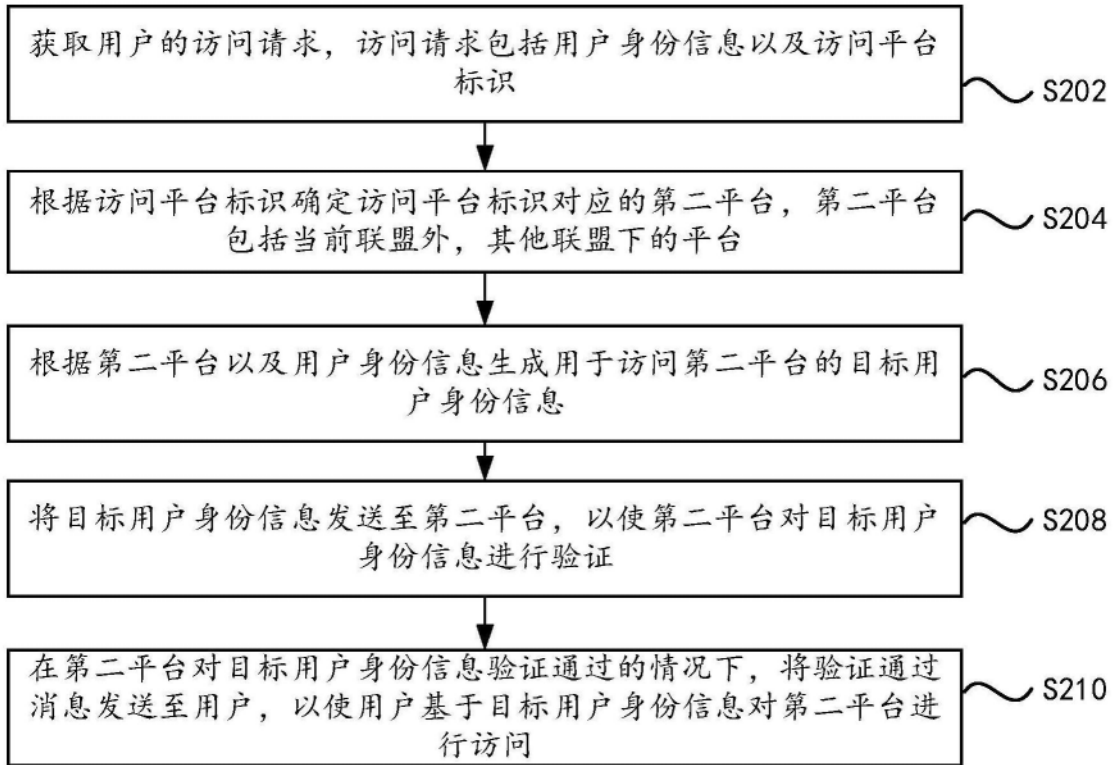 获取用户的访问请求，访问请求包括用户身份信息以及访问平台
标识
S202
根据访问平台标识确定访问平台标识对应的第二平台，第二平台
包括当前联盟外，其他联盟下的平台
S204
根据第二平台以及用户身份信息生成用于访问第二平台的目标用
户身份信息
S206
将目标用户身份信息发送至第二平台，以使第二平台对目标用户
身份信息进行验证
S208
在第二平台对目标用户身份信息验证通过的情况下，将验证通过
消息发送至用户，以使用户基于目标用户身份信息对第二平台进
行访问
S210